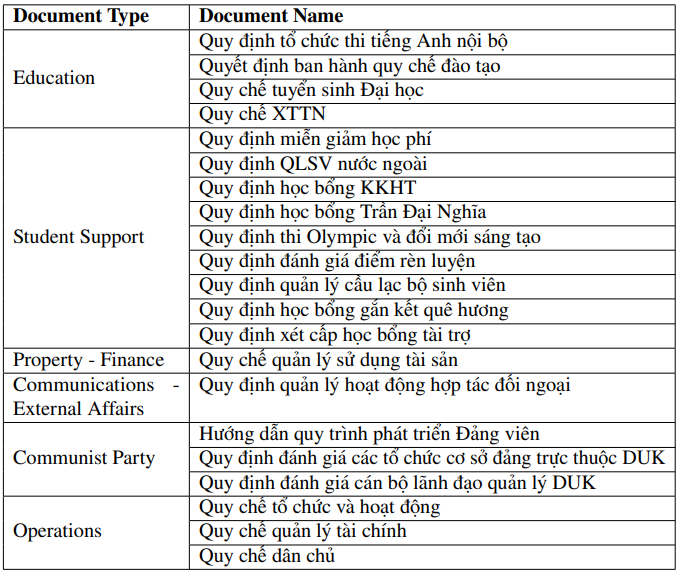 Document Type Document Name
Education
Quy định tổ chức thi tiếng Anh nội bộ
Quyết định ban hành quy chế đào tạo
Quy chế tuyển sinh Đại học
Quy chế XTTN
Student Support
Quy định miễn giảm học phí
Quy định QLSV nước ngoài
Quy định học bổng KKHT
Quy định học bổng Trần Đại Nghĩa
Quy định thi Olympic và đổi mới sáng tạo
Quy định đánh giá điểm rèn luyện
Quy định quản lý cầu lạc bộ sinh viên
Quy định học bổng gắn kết quê hương
Quy định xét cấp học bổng tài trợ
Property - Finance Quy chế quản lý sử dụng tài sản
Communications - Quy định quản lý hoạt động hợp tác đối ngoại
External Affairs
Communist Party
Hướng dẫn quy trình phát triển Đảng viên
Quy định đánh giá các tổ chức cơ sở đảng trực thuộc DUK
Quy định đánh giá cán bộ lãnh đạo quản lý DUK
Operations
Quy chế tổ chức và hoạt động
Quy chế quản lý tài chính
Quy chế dân chủ